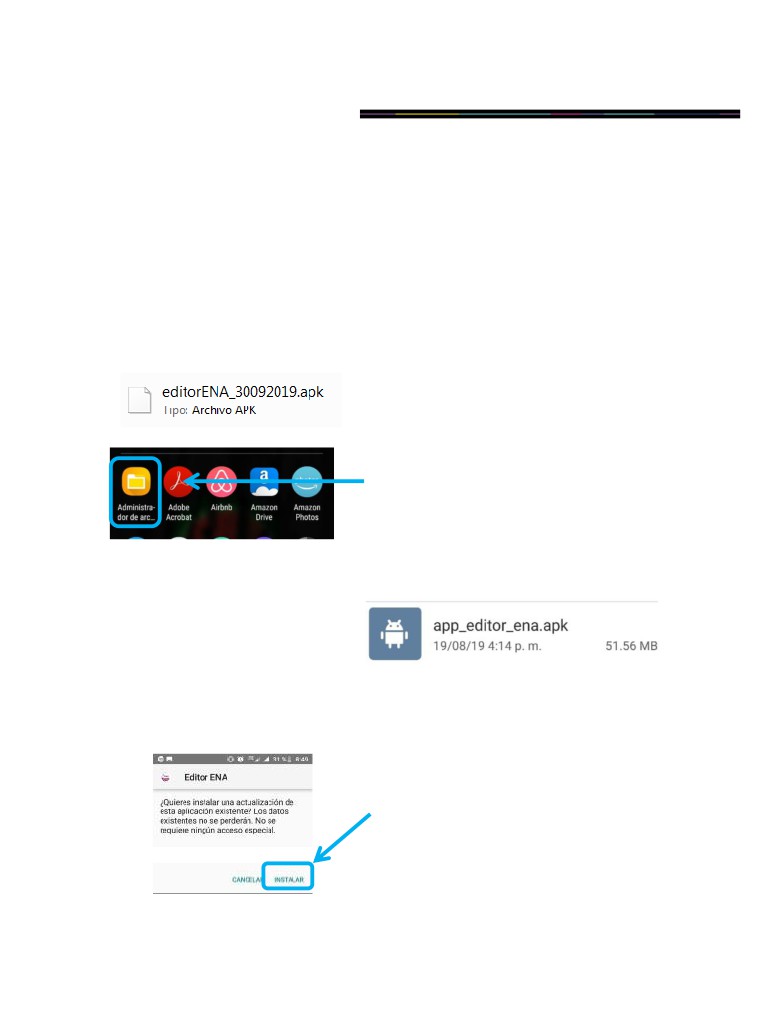 editorENA_30092019.apk
Tipo: Archivo APK
Administra- Adobe Airbnb Amazon Amazon
dor de arc... Acrobat Drive Photos
app_editor_ena.apk
19/08/19 4:14 p. m. 51.56 MB
31 % 8:49
Editor ENA
¿Quieres instalar una actualización de
esta aplicación existente? Los datos
existentes no se perderán. No se
requiere ningún acceso especial.
CANCELAR INSTALAR